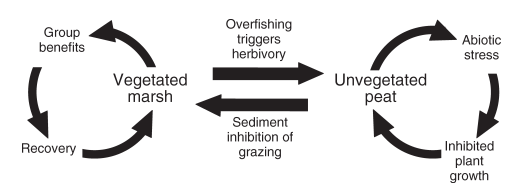 Group
benefits
Vegetated
marsh
Recovery
Overfishing
triggers
herbivory
Sediment
inhibition of
grazing
Unvegetated
peat
Abiotic
stress
Inhibited
plant
growth